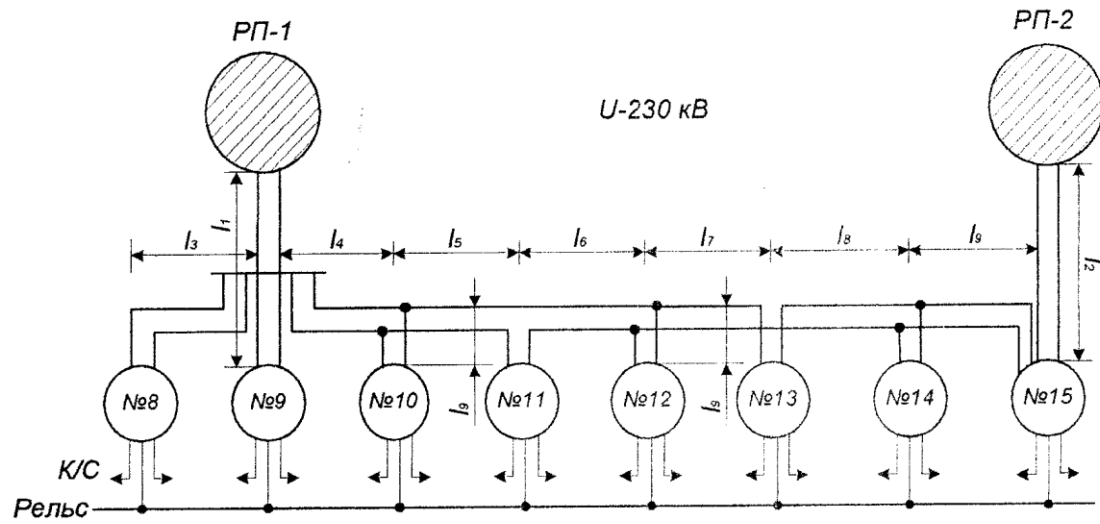 РП-1
РП-2
U-230 кВ
l₁
l₃
l₄
l₅
l₆
l₇
l₈
l₉
l₂
l₉
l₉
№8
№9
№10
№11
№12
№13
№14
№15
К/С
Рельс